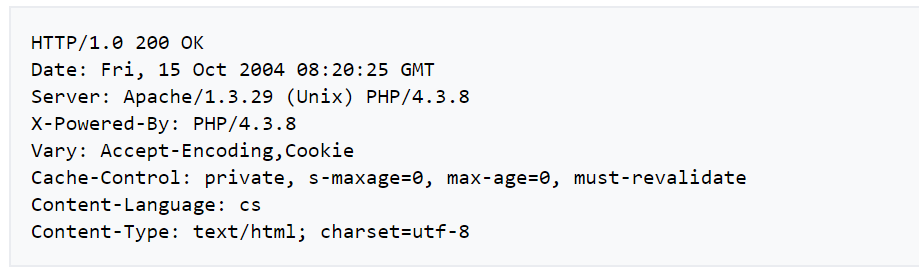 HTTP/1.0 200 OK
Date: Fri, 15 Oct 2004 08:20:25 GMT
Server: Apache/1.3.29 (Unix) PHP/4.3.8
X-Powered-By: PHP/4.3.8
Vary: Accept-Encoding,Cookie
Cache-Control: private, s-maxage=0, max-age=0, must-revalidate
Content-Language: cs
Content-Type: text/html; charset=utf-8